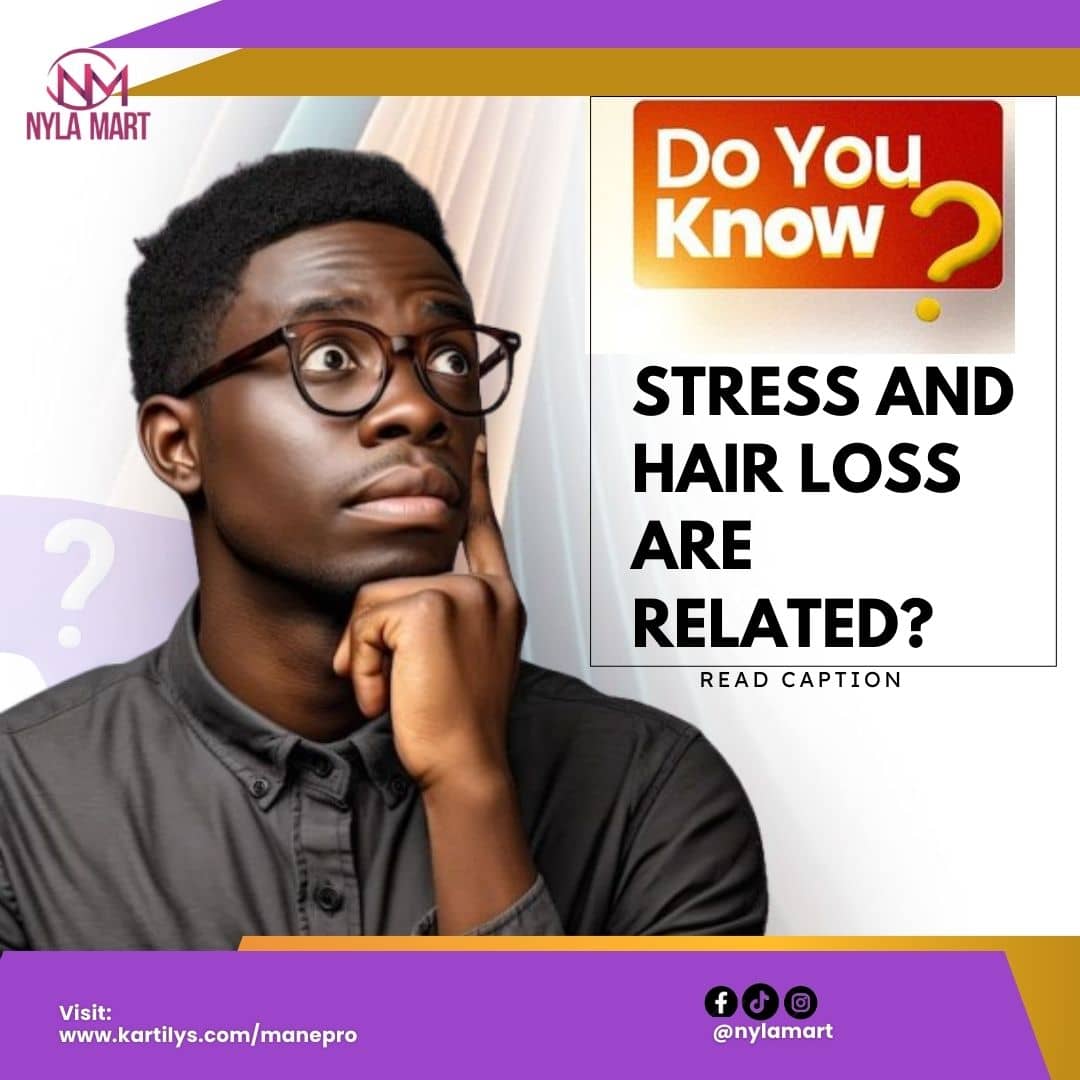 NM
NYLA MART
Do You
Know ?
STRESS AND
HAIR LOSS
ARE
RELATED?
READ CAPTION
?
Visit:
www.kartilys.com/manepro
@nylamart